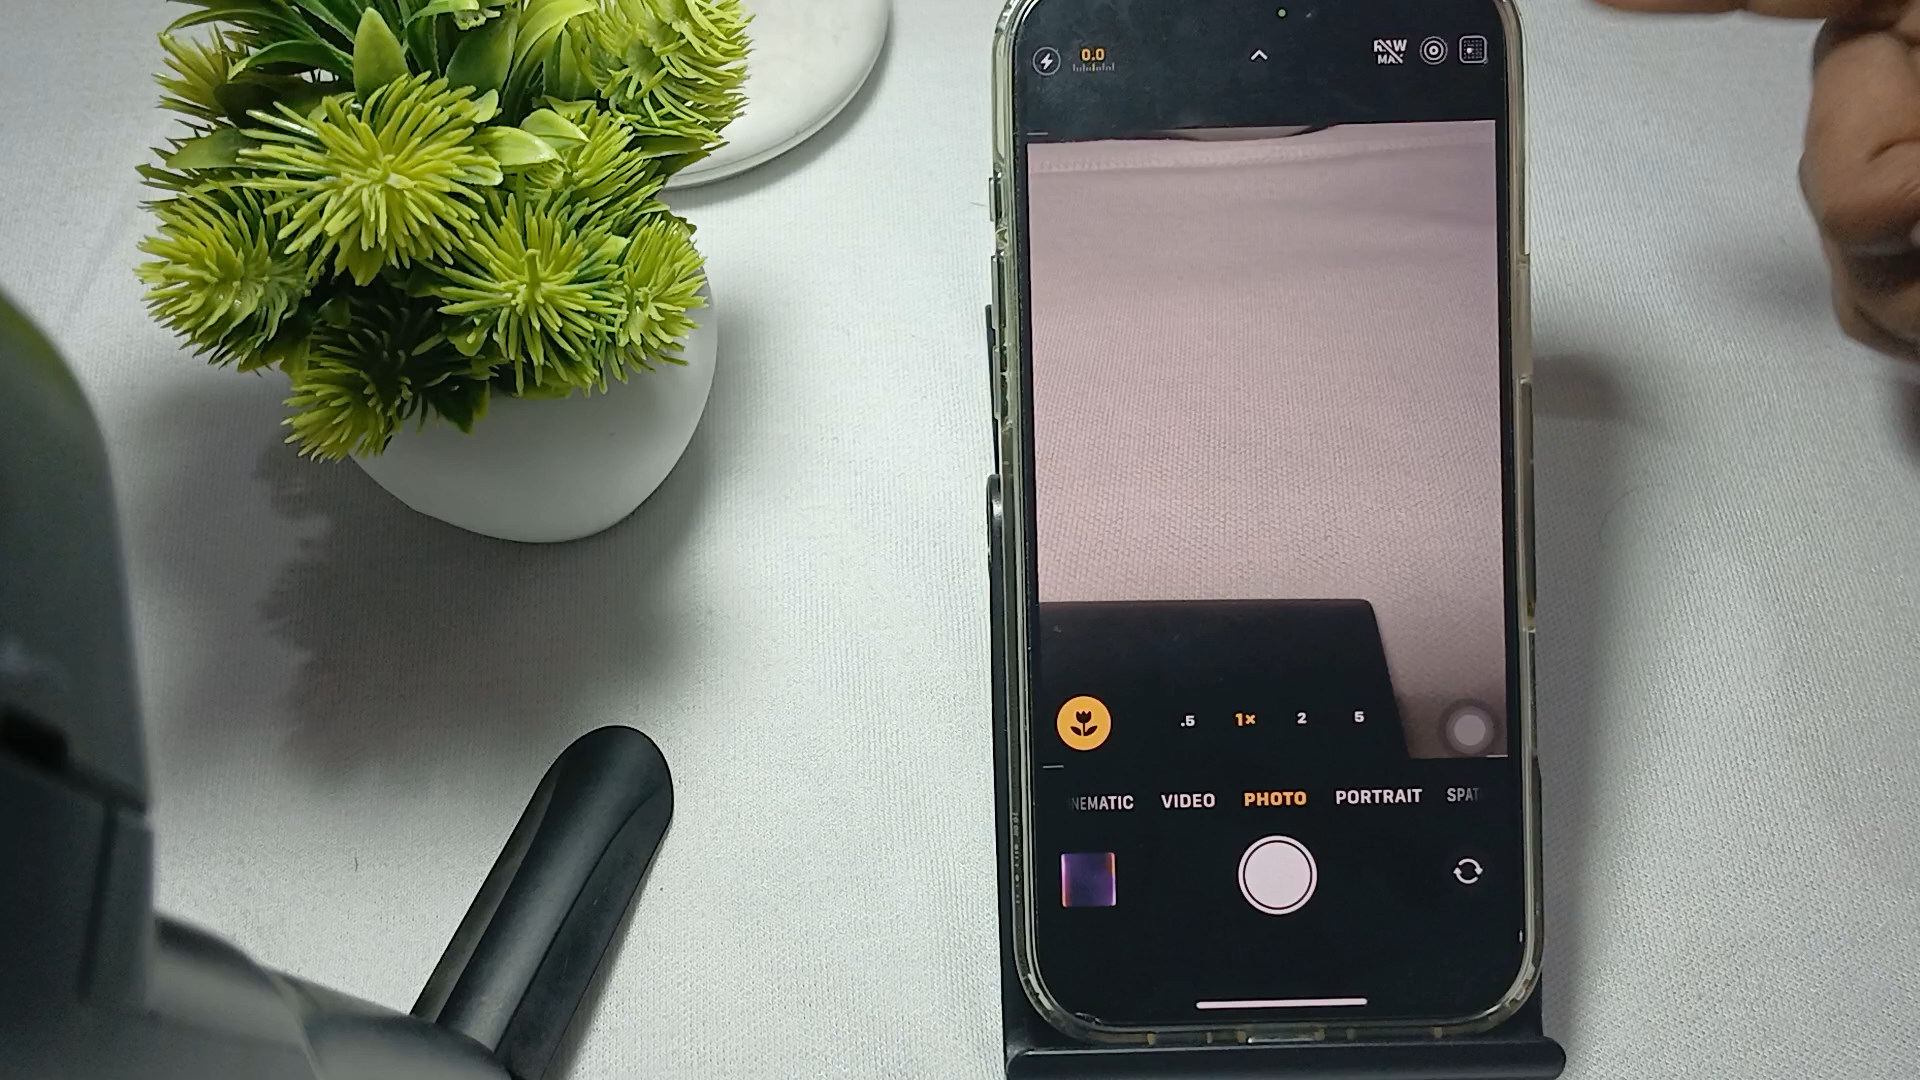 0.0
RAW
MAX
.5 1× 2 5
NEMATIC VIDEO PHOTO PORTRAIT SPAT